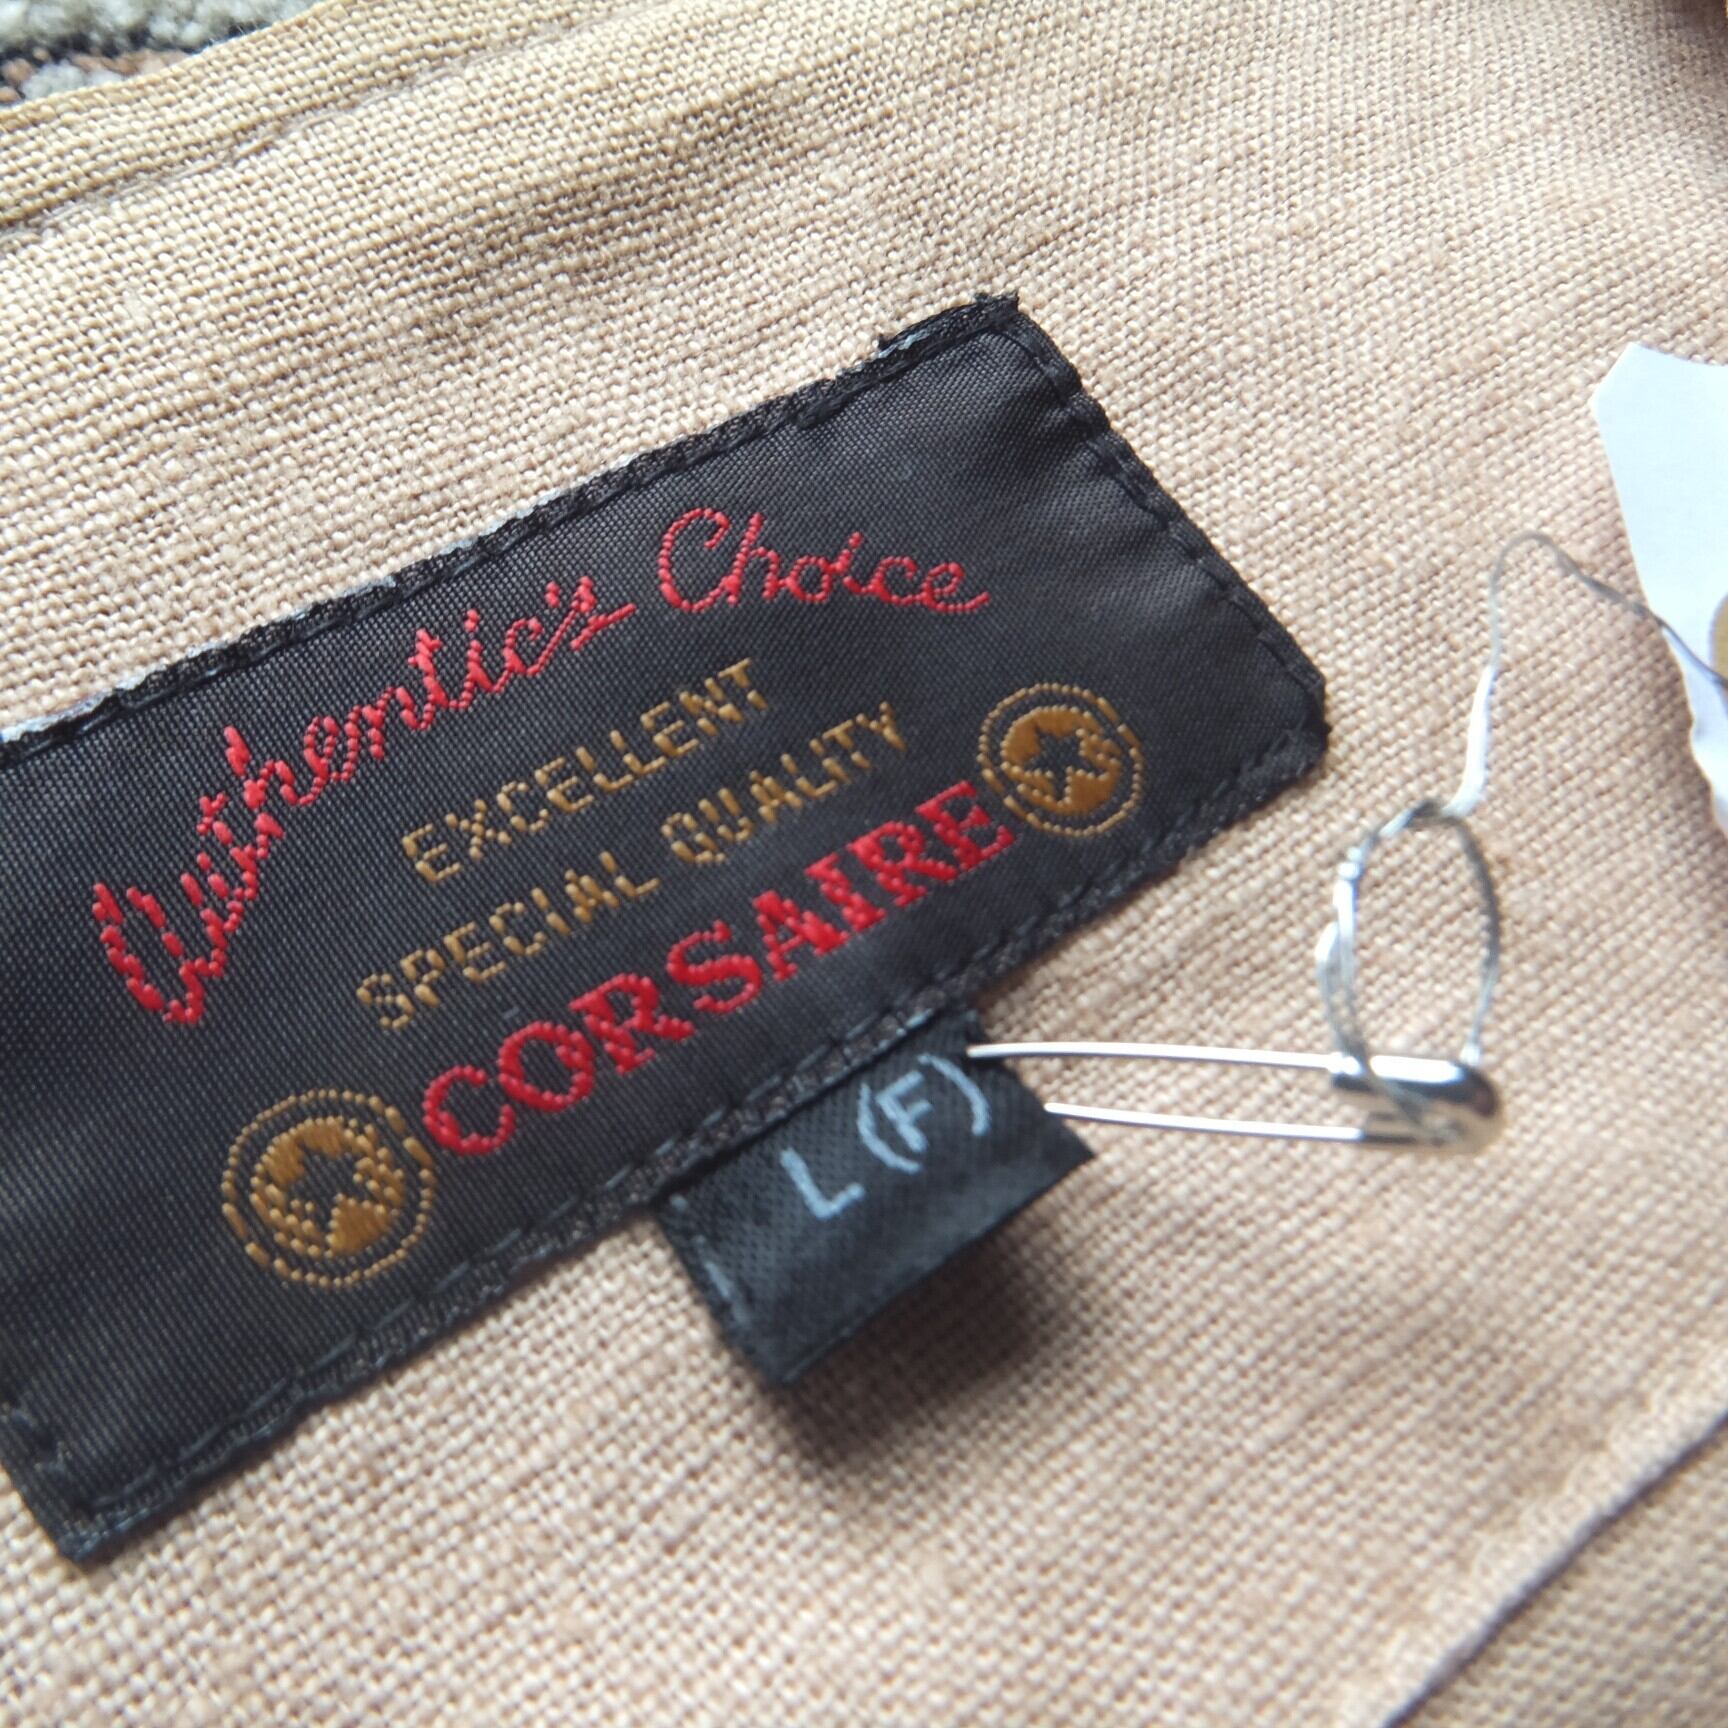 Authentic's Choice
EXCELLENT
SPECIAL QUALITY
CORSAIRE
L (F)